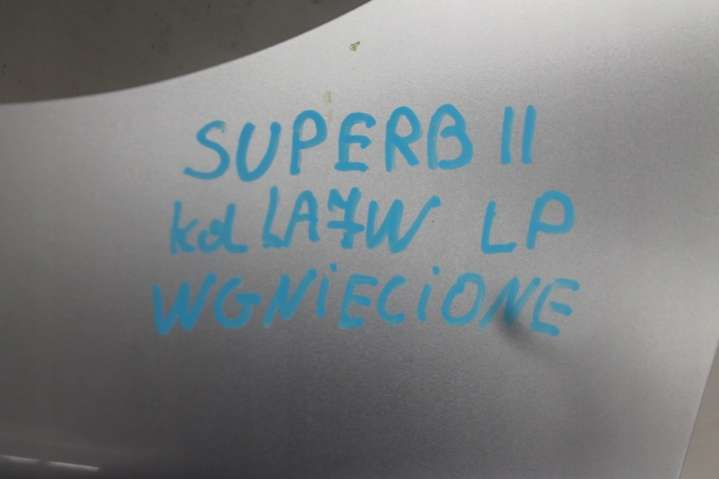 SUPERB II
kol LA7W LP
WGNiECiONE